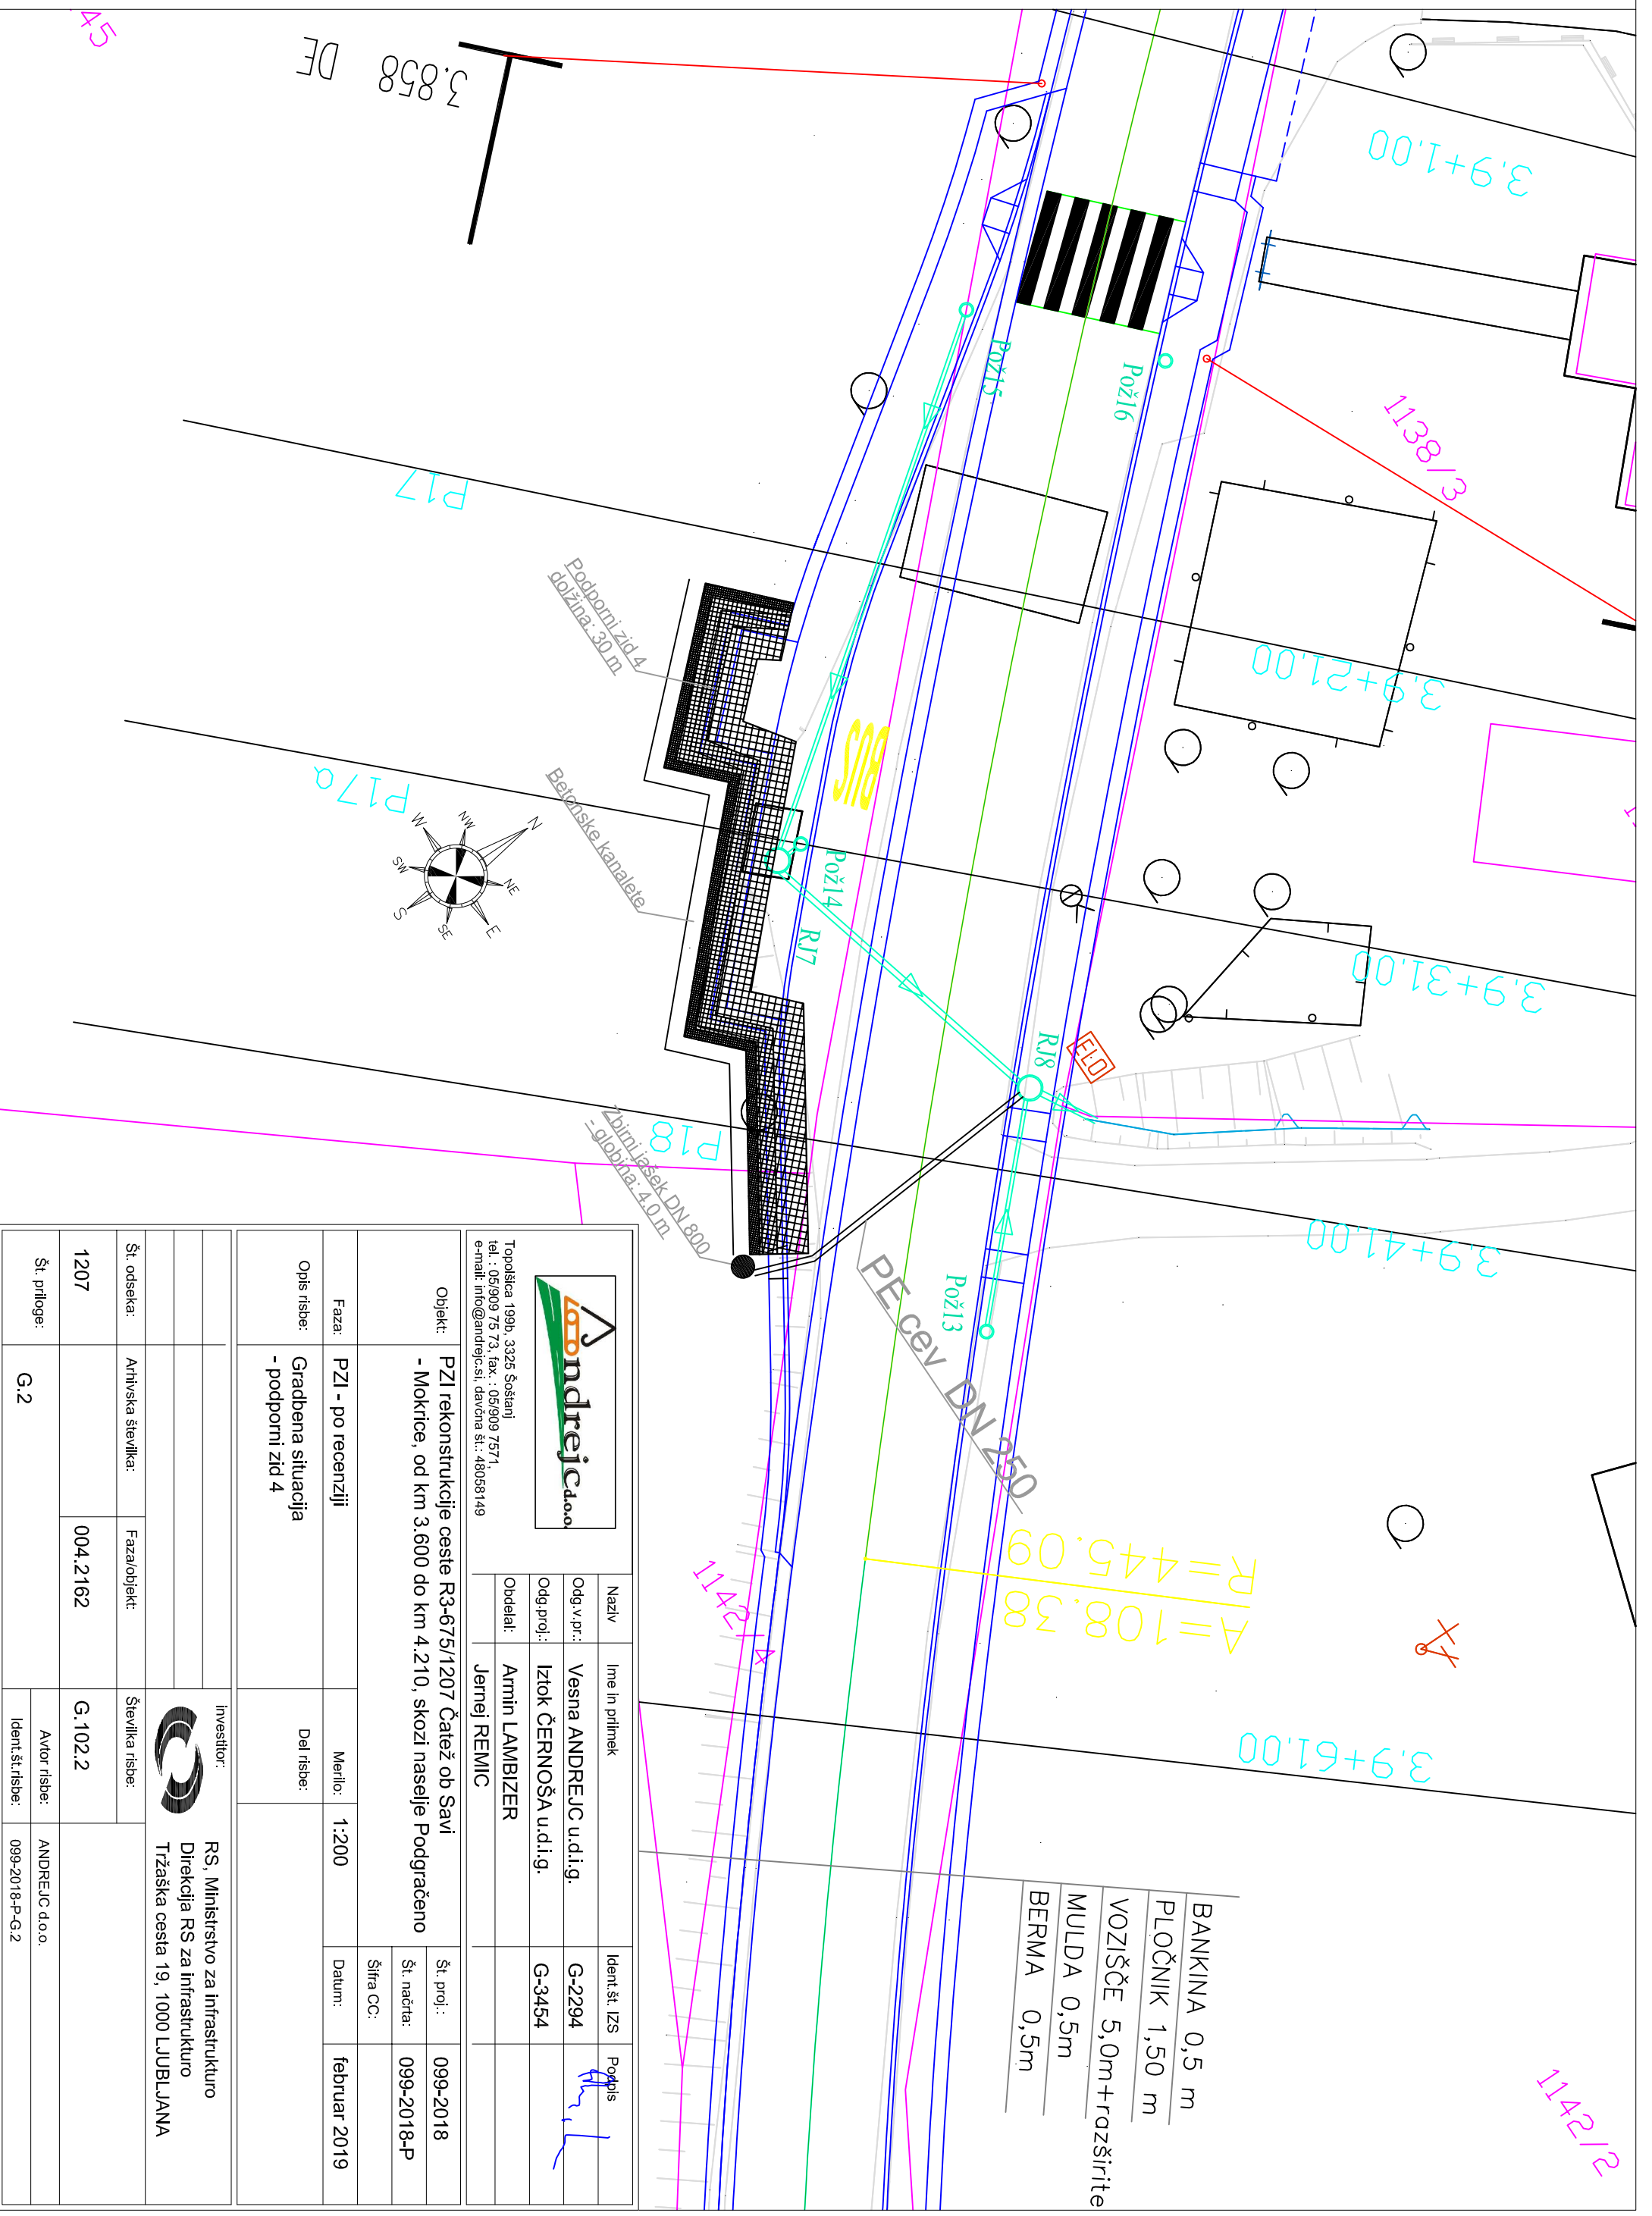 45
3.858 DE
3.9+1.00
1138/3
Pož15
Pož16
P17
3.9+21.00
Podporni zid 4
dolžina: 30 m
BUS
P17a
Betonske kanalete
N
NE
E
SE
S
SW
W
NW
Pož14
RJ7
3.9+31.00
RJ8
ELO
P18
Zbirni jašek DN 800
- globina: 4.0 m
3.9+41.00
Pož13
PE cev DN 250
R=445.09
A=108.38
1142/4
3.9+61.00
BANKINA 0,5 m
PLOČNIK 1,50 m
VOZIŠČE 5,0m+razširite
MULDA 0,5m
BERMA 0,5m
1142/2
Andrejc d.o.o.
Topolšica 199b, 3325 Šoštanj
tel.: 05/909 75 73, fax.: 05/909 7571,
e-mail: info@andrejc.si, davčna št.: 48058149
Naziv Ime in priimek Ident.št. IZS Podpis
Odg.v.pr.: Vesna ANDREJC u.d.i.g. G-2294
Odg.proj.: Iztok ČERNOŠA u.d.i.g. G-3454
Obdelal: Armin LAMBIZER
Jernej REMIC
Objekt: PZI rekonstrukcije ceste R3-675/1207 Čatež ob Savi
- Mokrice, od km 3.600 do km 4.210, skozi naselje Podgračeno
Št. proj.: 099-2018
Št. načrta: 099-2018-P
Šifra CC:
Faza: PZI - po recenziji Merilo: 1:200 Datum: februar 2019
Opis risbe: Gradbena situacija
- podporni zid 4
Del risbe:
investitor:
RS, Ministrstvo za infrastrukturo
Direkcija RS za infrastrukturo
Tržaška cesta 19, 1000 LJUBLJANA
Št. odseka: Arhivska številka: Faza/objekt: Številka risbe:
1207 004.2162 G.102.2
Št. priloge: G.2
Avtor risbe: ANDREJC d.o.o.
Ident.št.risbe: 099-2018-P-G.2